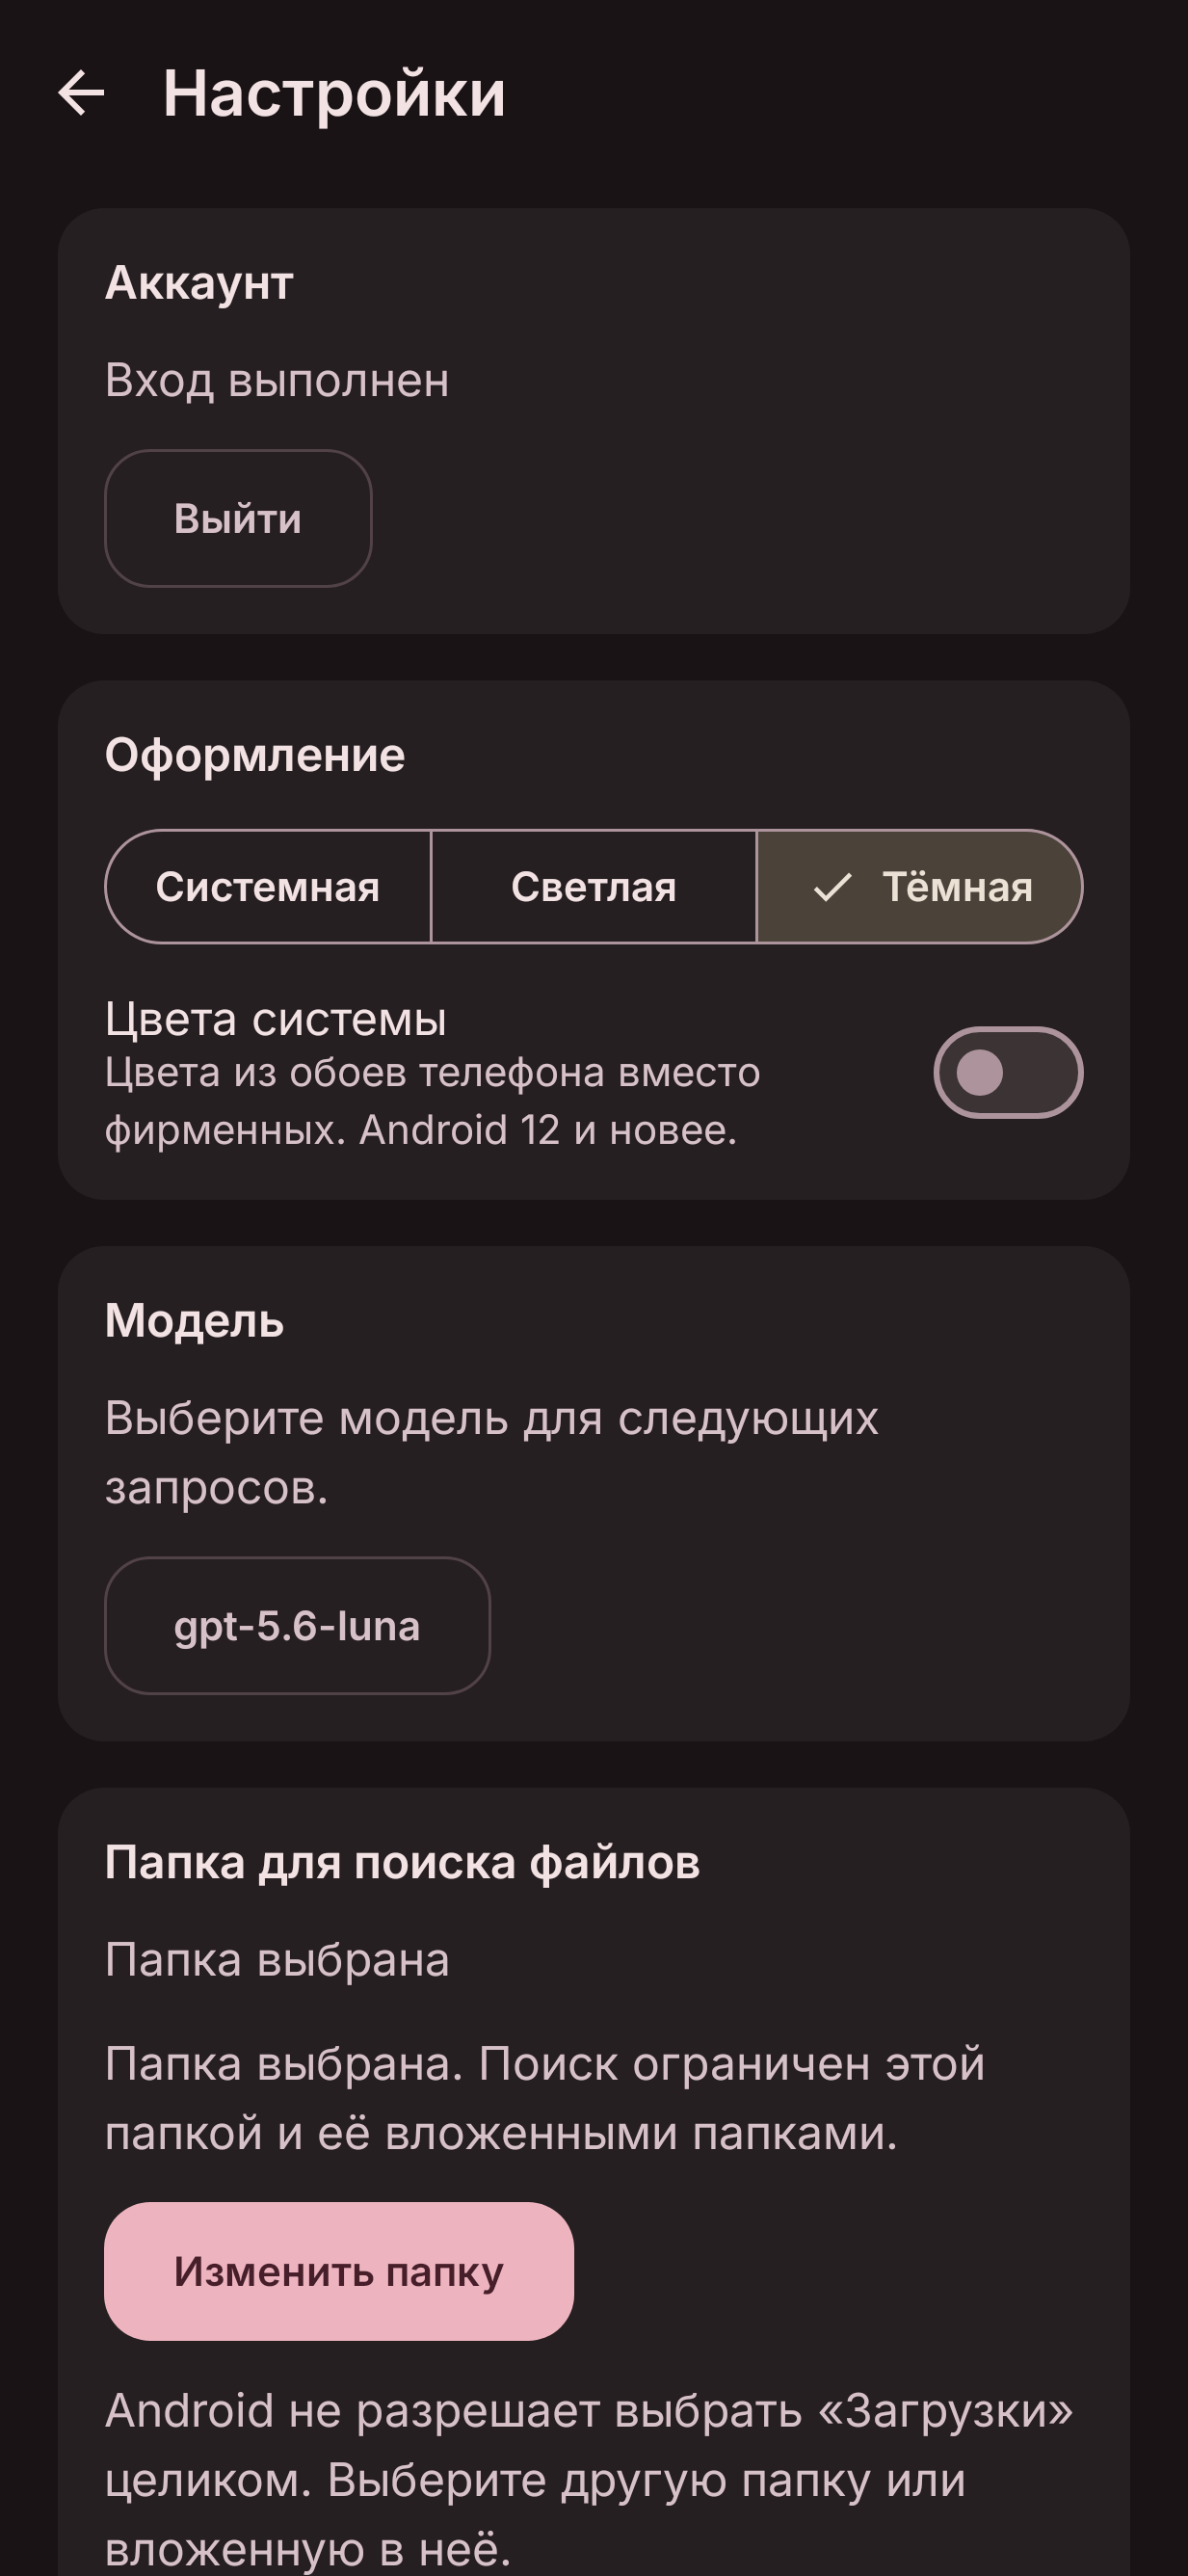 Настройки
Аккаунт
Вход выполнен
Выйти
Оформление
Системная
Светлая
Тёмная
Цвета системы
Цвета из обоев телефона вместо
фирменных. Android 12 и новее.
Модель
Выберите модель для следующих
запросов.
gpt-5.6-luna
Папка для поиска файлов
Папка выбрана
Папка выбрана. Поиск ограничен этой
папкой и её вложенными папками.
Изменить папку
Android не разрешает выбрать «Загрузки»
целиком. Выберите другую папку или
вложенную в неё.